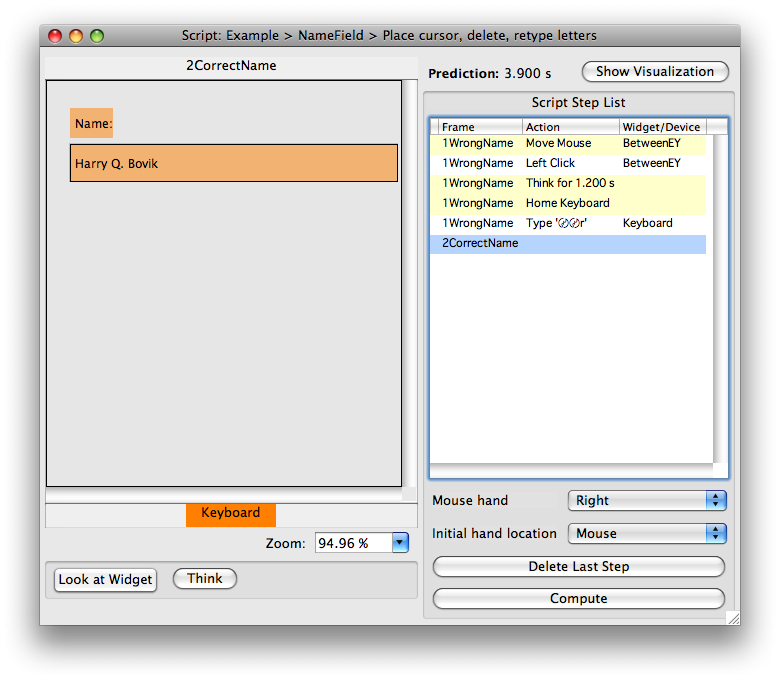 Script: Example > NameField > Place cursor, delete, retype letters
2CorrectName
Name:
Harry Q. Bovik
Keyboard
Zoom: 94.96 %
Look at Widget Think
Prediction: 3.900 s Show Visualization
Script Step List
Frame Action Widget/Device
1WrongName Move Mouse BetweenEY
1WrongName Left Click BetweenEY
1WrongName Think for 1.200 s
1WrongName Home Keyboard
1WrongName Type '⌫⌫r' Keyboard
2CorrectName
Mouse hand Right
Initial hand location Mouse
Delete Last Step
Compute